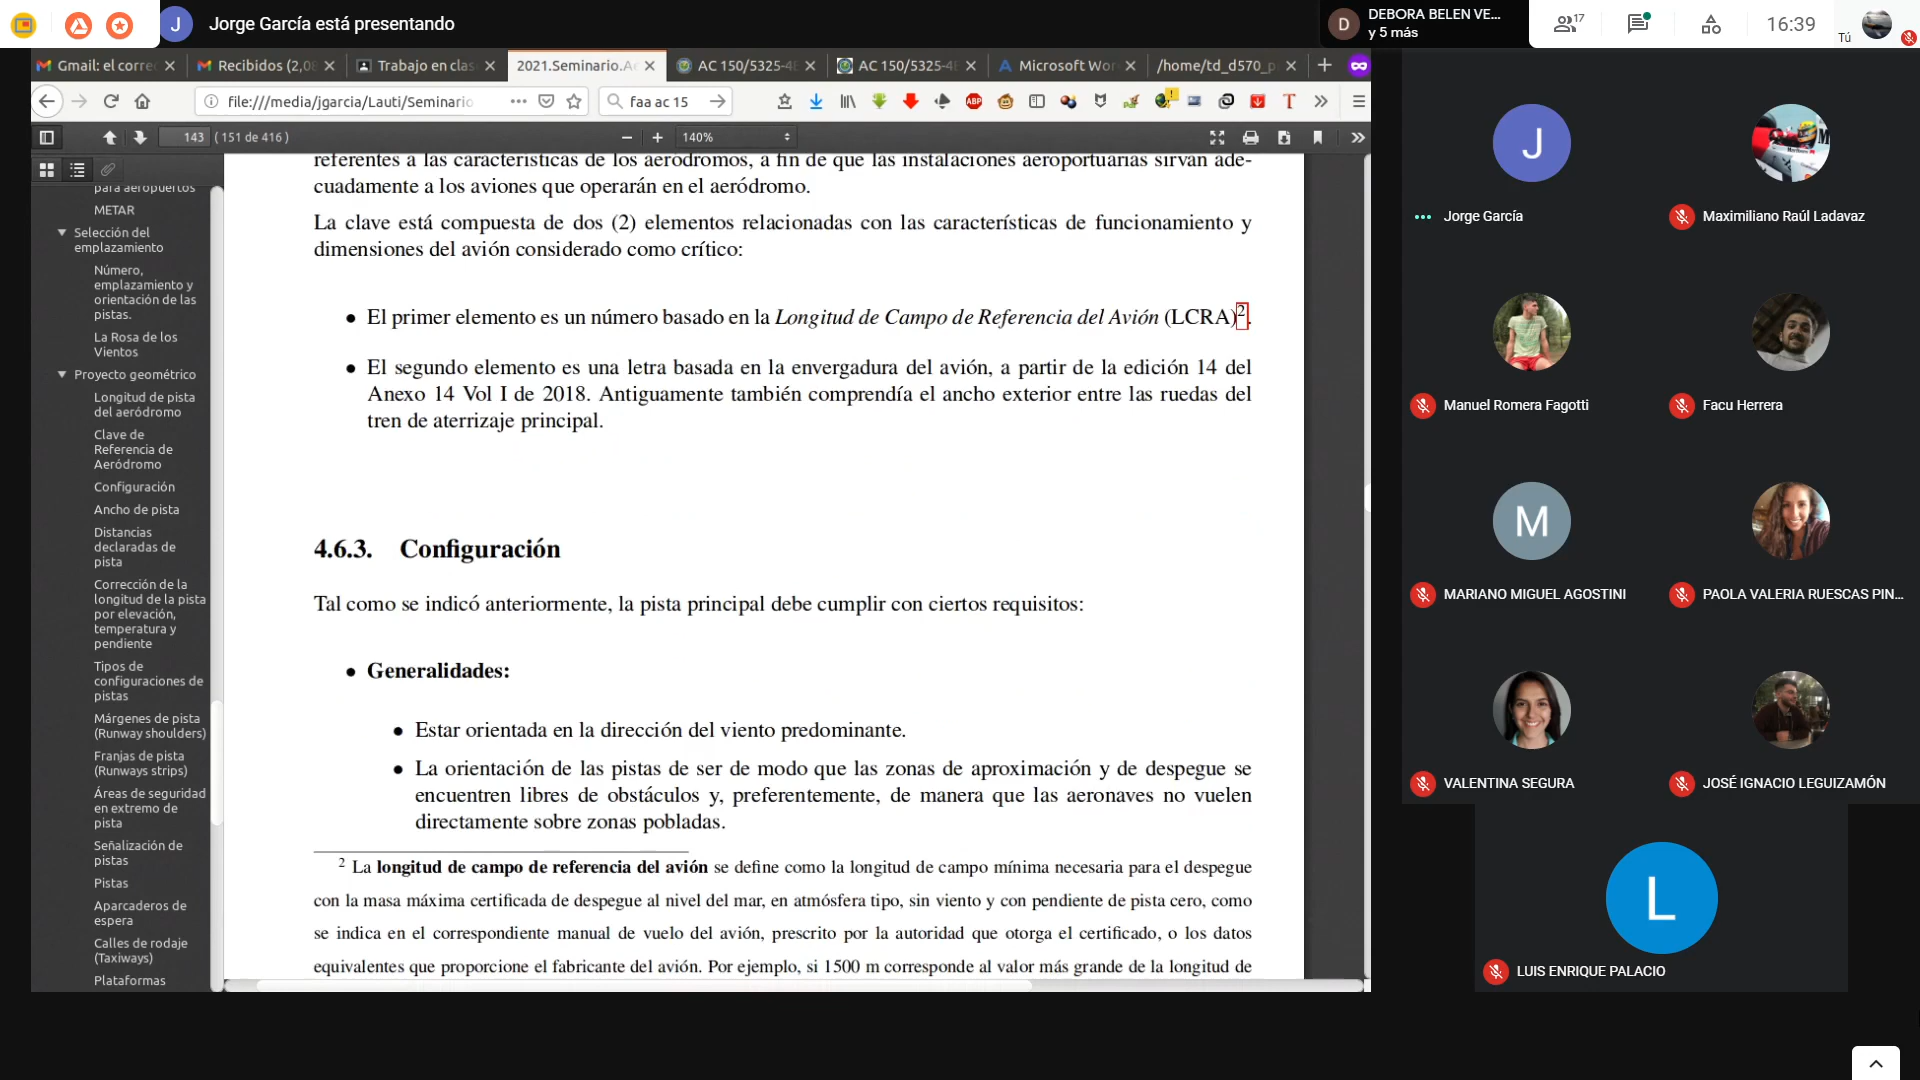 J
Jorge García está presentando
D
DEBORA BELEN VE...
y 5 más
17
16:39
Tú
Gmail: el corre
Recibidos (2,08
Trabajo en clas
2021.Seminario.A
AC 150/5325-4
AC 150/5325-4
Microsoft Wor
/home/td_d570_p
file:///media/jgarcia/Lauti/Seminario
faa ac 15
ABP
T
143
(151 de 416)
140%
para aeropuertos
METAR
Selección del
emplazamiento
Número,
emplazamiento y
orientación de las
pistas.
La Rosa de los
Vientos
Proyecto geométrico
Longitud de pista
del aeródromo
Clave de
Referencia de
Aeródromo
Configuración
Ancho de pista
Distancias
declaradas de
pista
Corrección de la
longitud de la pista
por elevación,
temperatura y
pendiente
Tipos de
configuraciones de
pistas
Márgenes de pista
(Runway shoulders)
Franjas de pista
(Runways strips)
Áreas de seguridad
en extremo de
pista
Señalización de
pistas
Pistas
Aparcaderos de
espera
Calles de rodaje
(Taxiways)
Plataformas
referentes a las características de los aeródromos, a fin de que las instalaciones aeroportuarias sirvan ade-
cuadamente a los aviones que operarán en el aeródromo.
La clave está compuesta de dos (2) elementos relacionadas con las características de funcionamiento y
dimensiones del avión considerado como crítico:
• El primer elemento es un número basado en la Longitud de Campo de Referencia del Avión (LCRA)2.
• El segundo elemento es una letra basada en la envergadura del avión, a partir de la edición 14 del
Anexo 14 Vol I de 2018. Antiguamente también comprendía el ancho exterior entre las ruedas del
tren de aterrizaje principal.
4.6.3. Configuración
Tal como se indicó anteriormente, la pista principal debe cumplir con ciertos requisitos:
• Generalidades:
• Estar orientada en la dirección del viento predominante.
• La orientación de las pistas de ser de modo que las zonas de aproximación y de despegue se
encuentren libres de obstáculos y, preferentemente, de manera que las aeronaves no vuelen
directamente sobre zonas pobladas.
2 La longitud de campo de referencia del avión se define como la longitud de campo mínima necesaria para el despegue
con la masa máxima certificada de despegue al nivel del mar, en atmósfera tipo, sin viento y con pendiente de pista cero, como
se indica en el correspondiente manual de vuelo del avión, prescrito por la autoridad que otorga el certificado, o los datos
equivalentes que proporcione el fabricante del avión. Por ejemplo, si 1500 m corresponde al valor más grande de la longitud de
J
Jorge García
Maximiliano Raúl Ladavaz
Manuel Romera Fagotti
Facu Herrera
M
MARIANO MIGUEL AGOSTINI
PAOLA VALERIA RUESCAS PIN...
VALENTINA SEGURA
JOSÉ IGNACIO LEGUIZAMÓN
L
LUIS ENRIQUE PALACIO